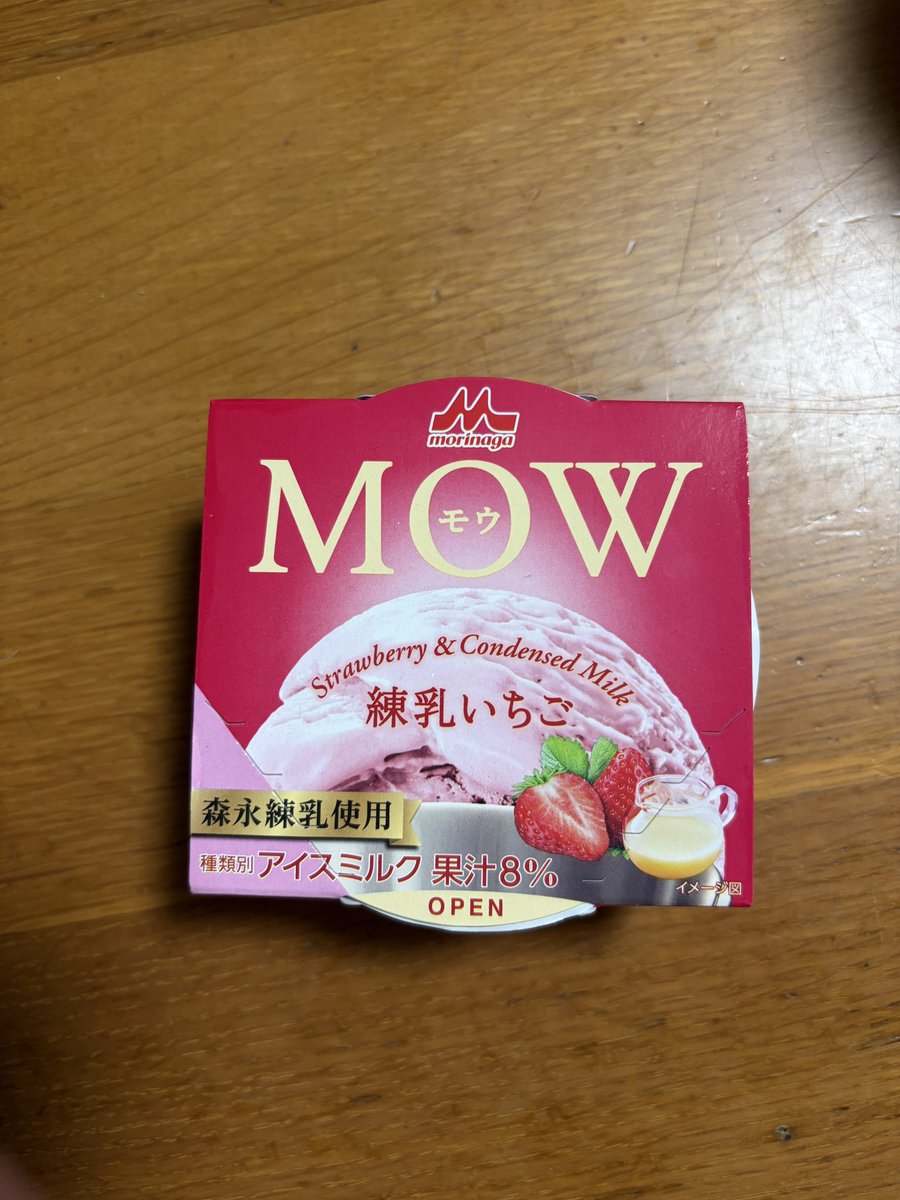 morinaga
MOW
モウ
Strawberry & Condensed Milk
練乳いちご
森永練乳使用
種類別 アイスミルク 果汁8%
イメージ図
OPEN